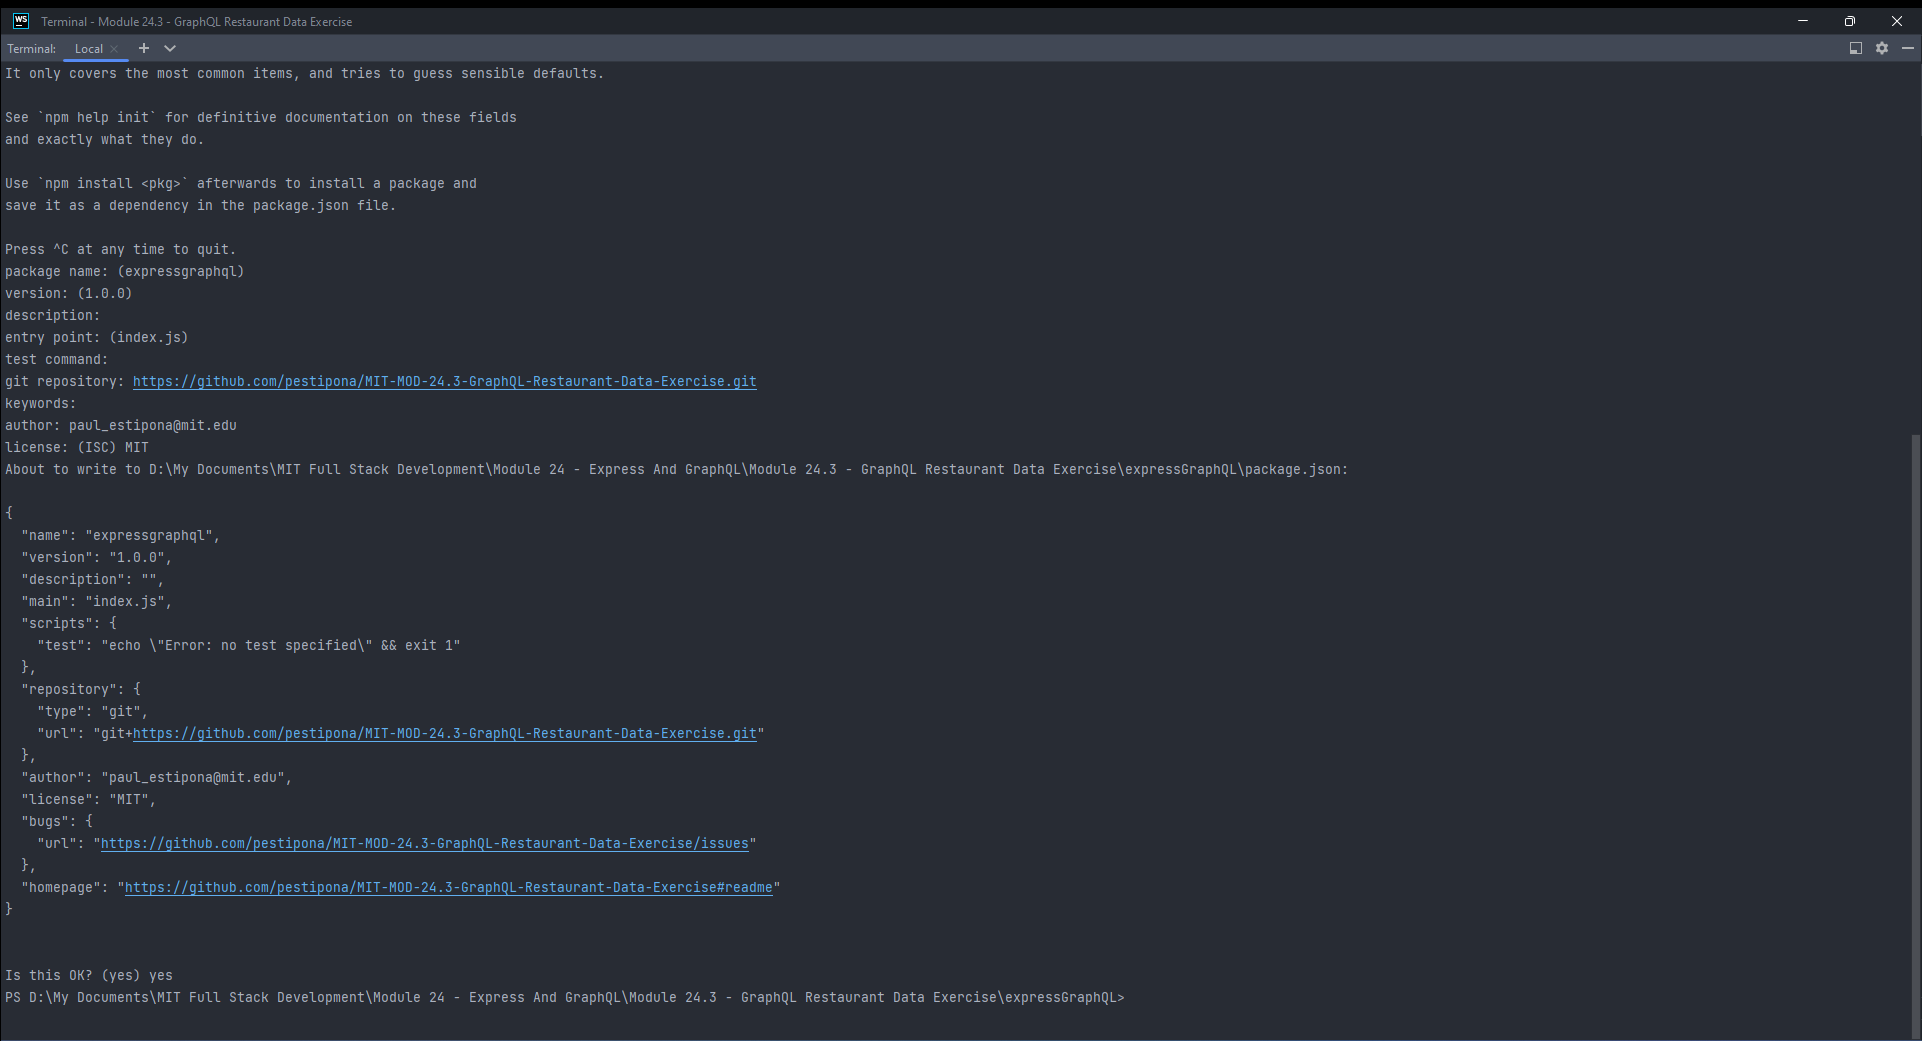 WS Terminal - Module 24.3 - GraphQL Restaurant Data Exercise
Terminal: Local
It only covers the most common items, and tries to guess sensible defaults.
See `npm help init` for definitive documentation on these fields
and exactly what they do.
Use `npm install <pkg>` afterwards to install a package and
save it as a dependency in the package.json file.
Press ^C at any time to quit.
package name: (expressgraphql)
version: (1.0.0)
description:
entry point: (index.js)
test command:
git repository: https://github.com/pestipona/MIT-MOD-24.3-GraphQL-Restaurant-Data-Exercise.git
keywords:
author: paul_estipona@mit.edu
license: (ISC) MIT
About to write to D:\My Documents\MIT Full Stack Development\Module 24 - Express And GraphQL\Module 24.3 - GraphQL Restaurant Data Exercise\expressGraphQL\package.json:
{
  "name": "expressgraphql",
  "version": "1.0.0",
  "description": "",
  "main": "index.js",
  "scripts": {
    "test": "echo \"Error: no test specified\" && exit 1"
  },
  "repository": {
    "type": "git",
    "url": "git+https://github.com/pestipona/MIT-MOD-24.3-GraphQL-Restaurant-Data-Exercise.git"
  },
  "author": "paul_estipona@mit.edu",
  "license": "MIT",
  "bugs": {
    "url": "https://github.com/pestipona/MIT-MOD-24.3-GraphQL-Restaurant-Data-Exercise/issues"
  },
  "homepage": "https://github.com/pestipona/MIT-MOD-24.3-GraphQL-Restaurant-Data-Exercise#readme"
}
Is this OK? (yes) yes
PS D:\My Documents\MIT Full Stack Development\Module 24 - Express And GraphQL\Module 24.3 - GraphQL Restaurant Data Exercise\expressGraphQL>